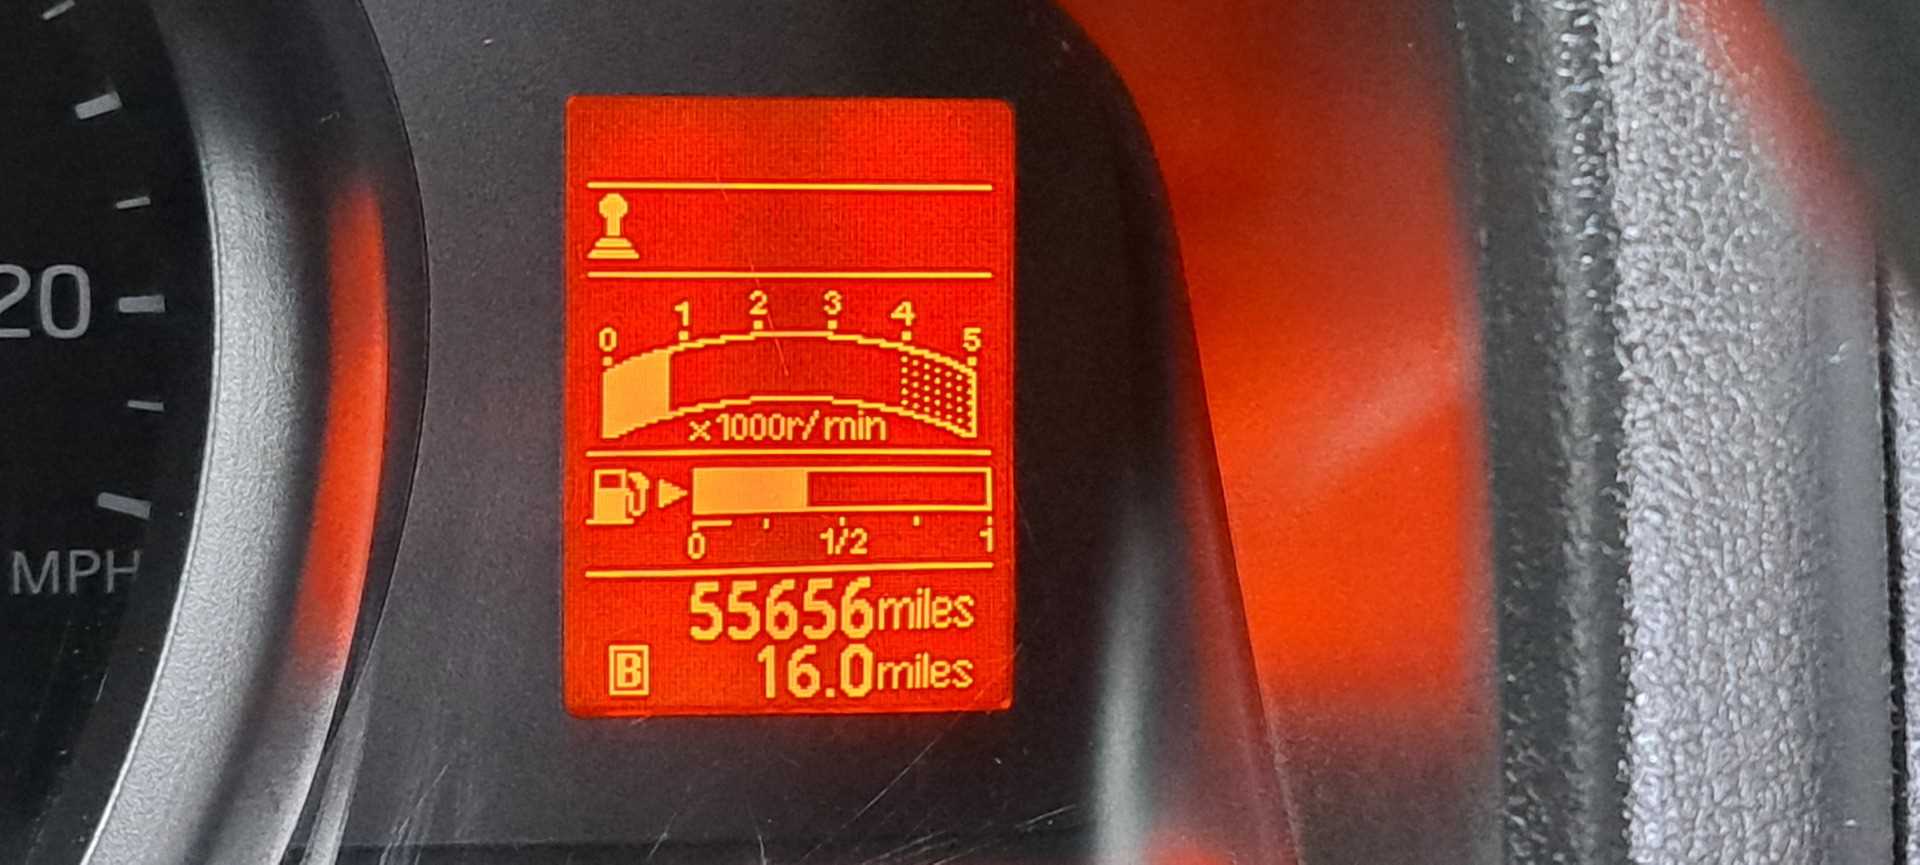 20
MPH
0 1 2 3 4 5
x1000r/min
0 1/2 1
55656miles
B 16.0miles